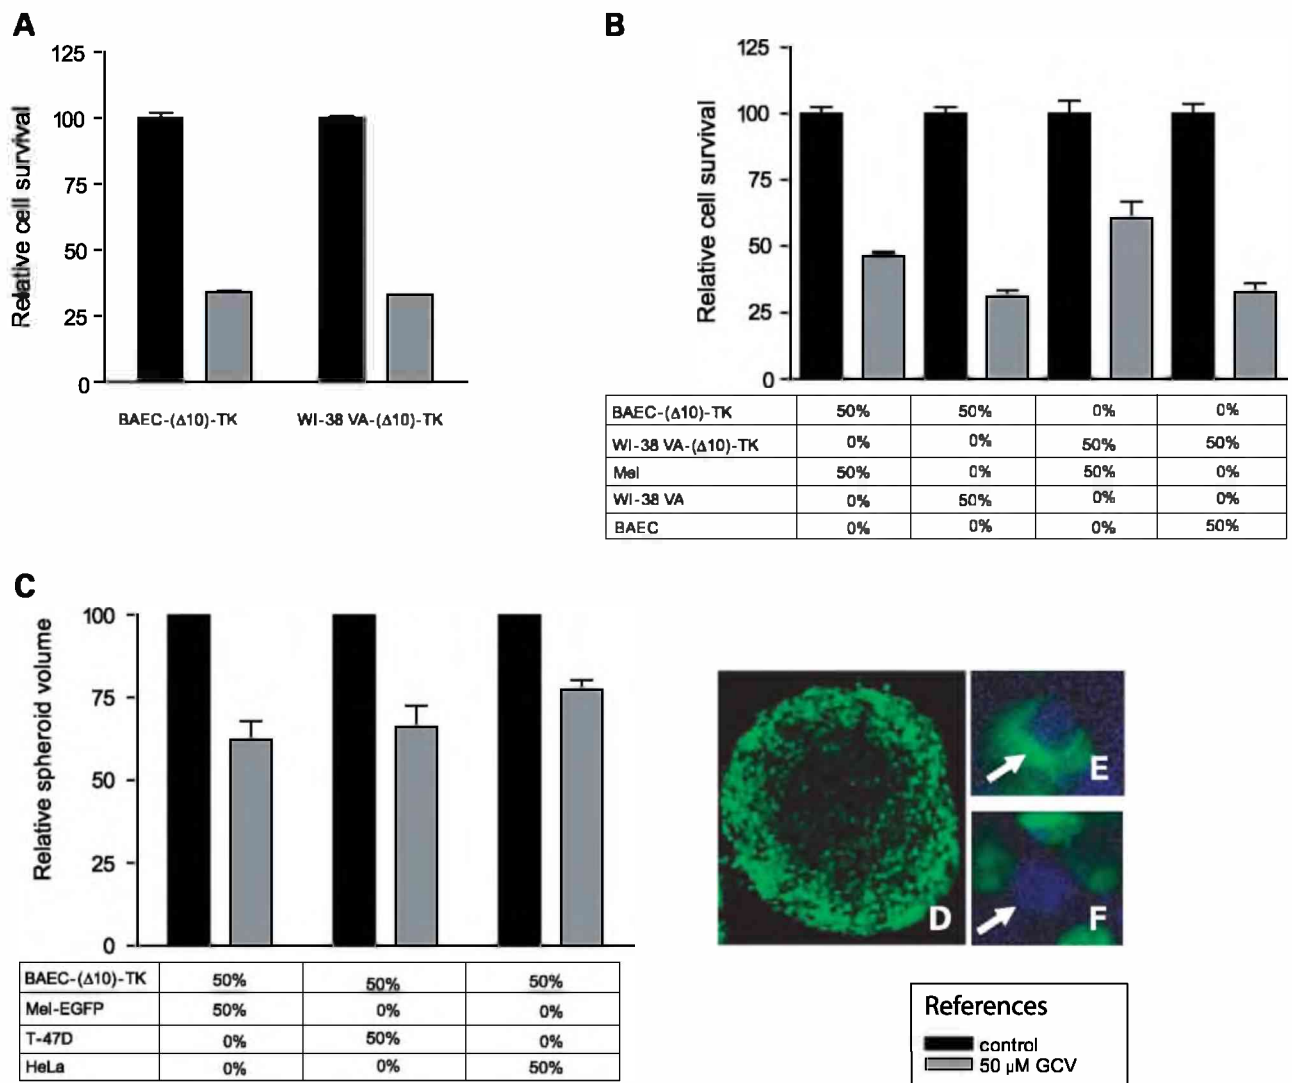 A
Relative cell survival
125
100
75
50
25
0
BAEC-(Δ10)-TK WI-38 VA-(Δ10)-TK
B
Relative cell survival
125
100
75
50
25
0
BAEC-(Δ10)-TK 50% 50% 0% 0%
WI-38 VA-(Δ10)-TK 0% 0% 50% 50%
Mel 50% 0% 50% 0%
WI-38 VA 0% 50% 0% 0%
BAEC 0% 0% 0% 50%
C
Relative spheroid volume
100
75
50
25
0
BAEC-(Δ10)-TK 50% 50% 50%
Mel-EGFP 50% 0% 0%
T-47D 0% 50% 0%
HeLa 0% 0% 50%
D
E
F
References
control
50 µM GCV